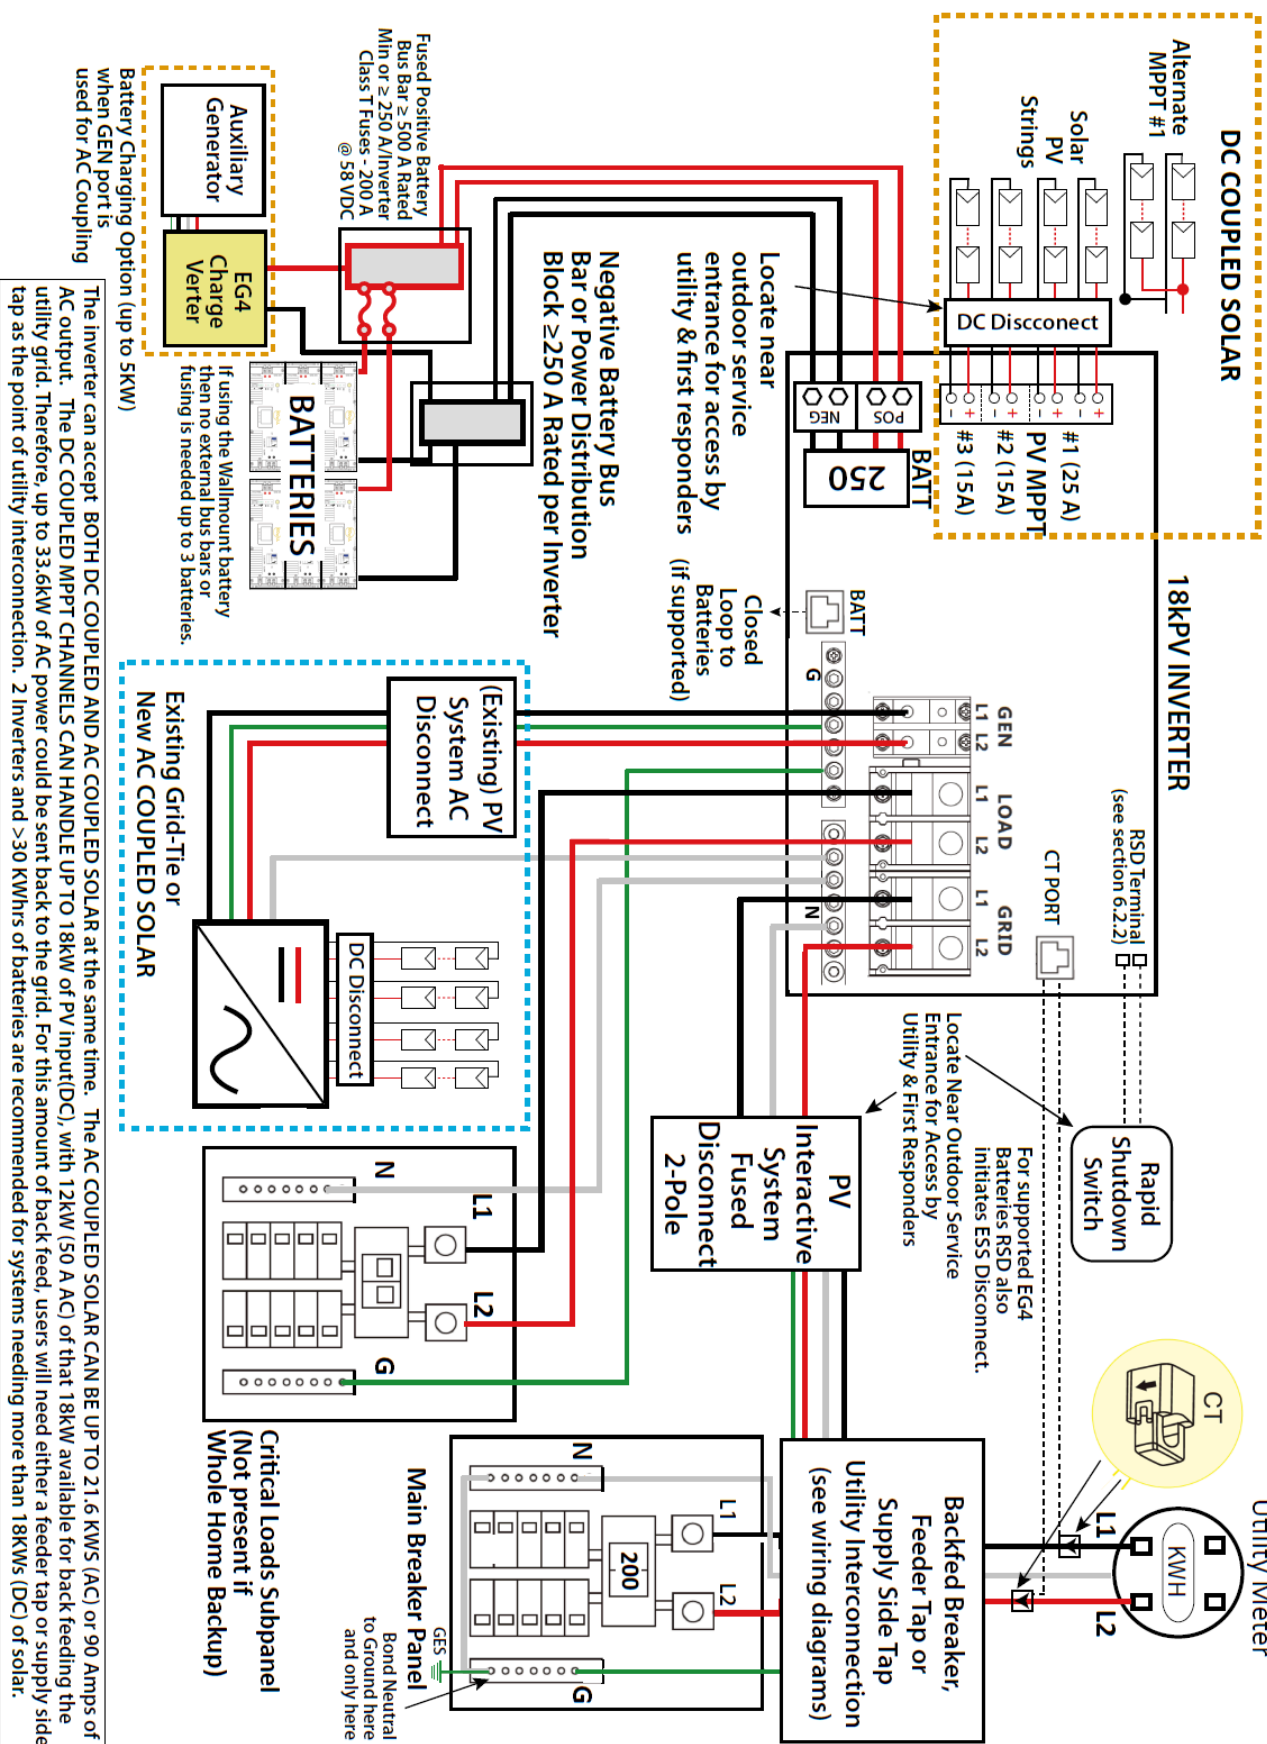 DC COUPLED SOLAR
Alternate
MPPT #1
Solar
PV
Strings
DC Discconect
+
-
+
-
+
-
+
-
#1 (25 A)
PV MPPT
#2 (15A)
#3 (15A)
18kPV INVERTER
Locate near
outdoor service
entrance for access by
utility & first responders
POS
NEG
BATT
250
BATT
Closed
Loop to
Batteries
(if supported)
G
N
GEN
L1 L2
LOAD
L1 L2
GRID
L1 L2
RSD Terminal
(see section 6.2.2)
CT PORT
Rapid
Shutdown
Switch
Locate Near Outdoor Service
Entrance for Access by
Utility & First Responders
For supported EG4
Batteries RSD also
initiates ESS Disconnect.
CT
Utility Meter
KWH
L1
L2
Fused Positive Battery
Bus Bar ≥ 500 A Rated
Min or ≥ 250 A/Inverter
Class T Fuses - 200 A
@ 58 VDC
Negative Battery Bus
Bar or Power Distribution
Block ≥250 A Rated per Inverter
Auxiliary
Generator
EG4
Charge
Verter
Battery Charging Option (up to 5KW)
when GEN port is
used for AC Coupling
BATTERIES
If using the Wallmount battery
then no external bus bars or
fusing is needed up to 3 batteries.
(Existing) PV
System AC
Disconnect
Existing Grid-Tie or
New AC COUPLED SOLAR
DC Disconnect
PV
Interactive
System
Fused
Disconnect
2-Pole
N
L1
L2
G
Critical Loads Subpanel
(Not present if
Whole Home Backup)
Backfed Breaker,
Feeder Tap or
Supply Side Tap
Utility Interconnection
(see wiring diagrams)
N
L1
L2
G
200
Main Breaker Panel
GES
Bond Neutral
to Ground here
and only here
The inverter can accept BOTH DC COUPLED AND AC COUPLED SOLAR at the same time. The AC COUPLED SOLAR CAN BE UP TO 21.6 KWS (AC) or 90 Amps of
AC output. The DC COUPLED MPPT CHANNELS CAN HANDLE UP TO 18kW of PV input(DC), with 12kW (50 A AC) of that 18kW available for back feeding the
utility grid. Therefore, up to 33.6kW of AC power could be sent back to the grid. For this amount of back feed, users will need either a feeder tap or supply side
tap as the point of utility interconnection. 2 Inverters and >30 KWhrs of batteries are recommended for systems needing more than 18KWs (DC) of solar.